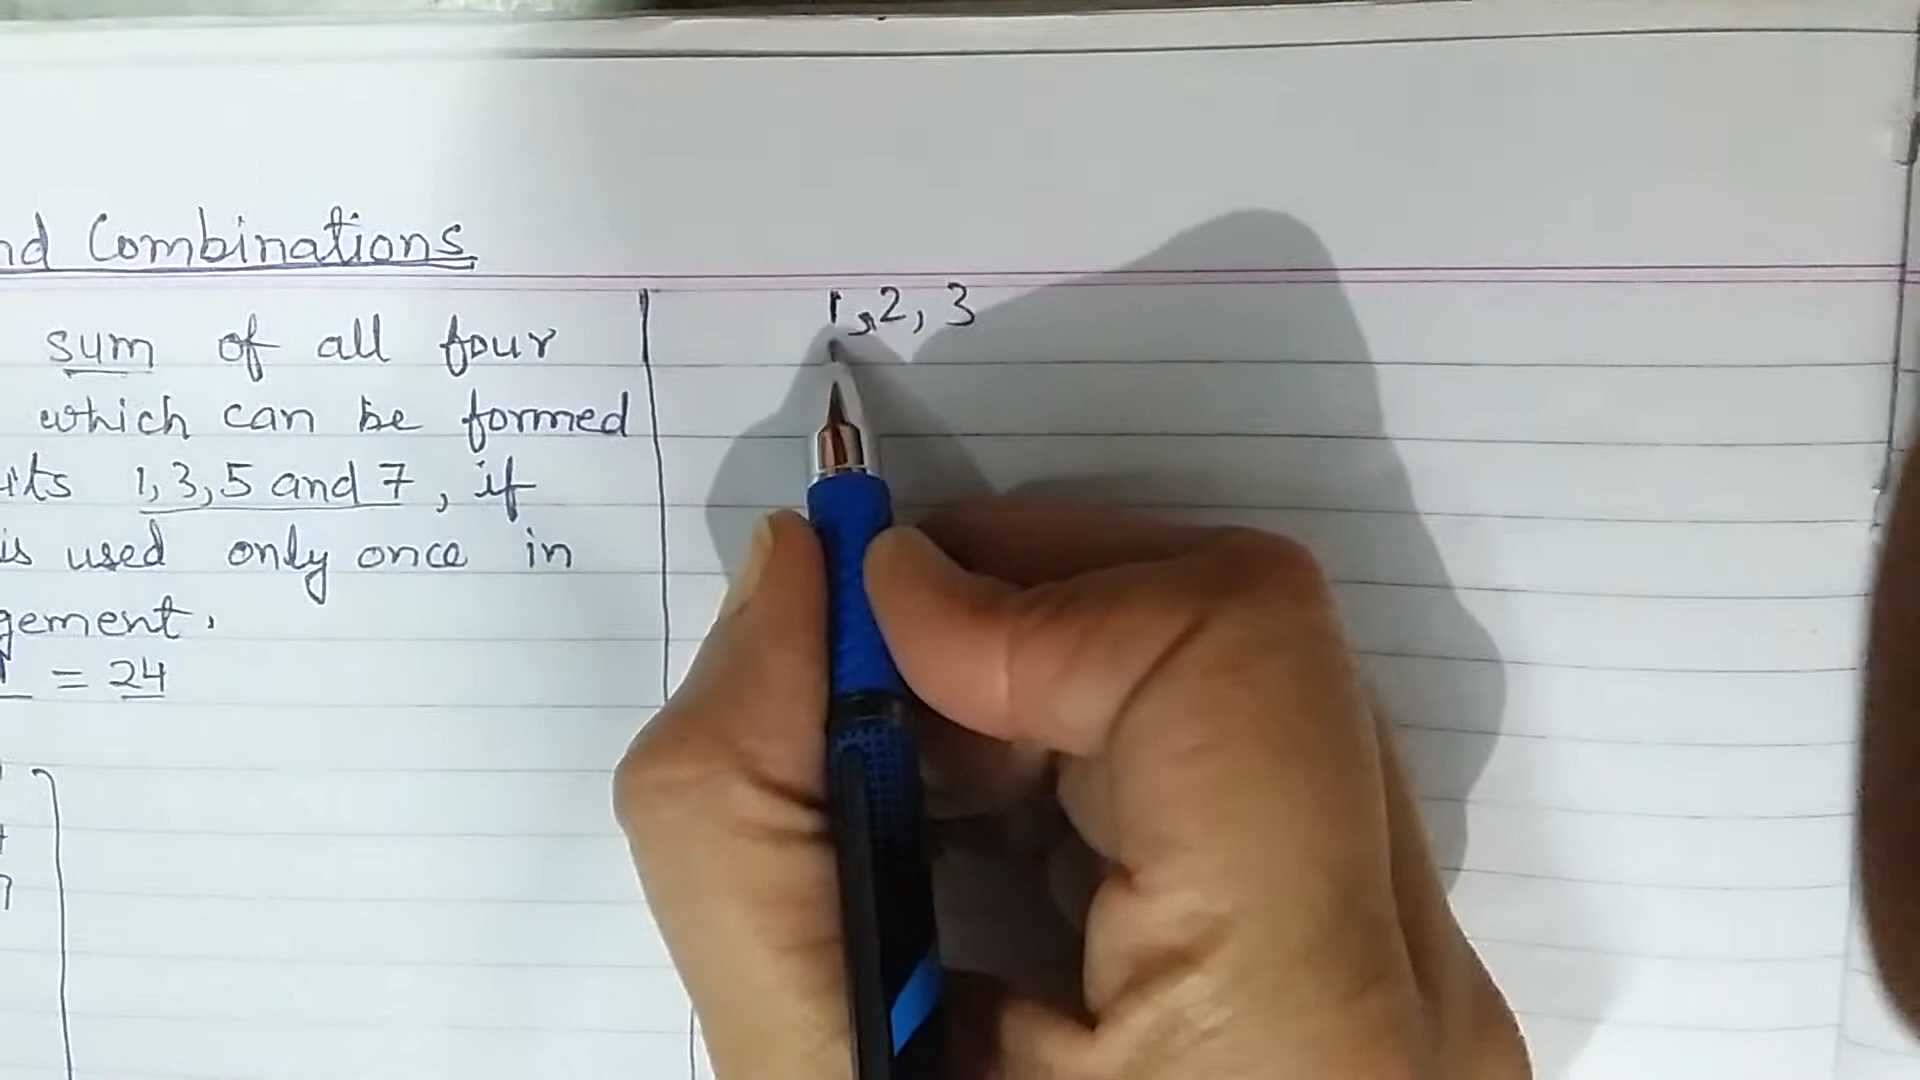 nd Combinations
sum of all four
which can be formed
its 1, 3, 5 and 7, if
is used only once in
gement.
= 24
1, 2, 3